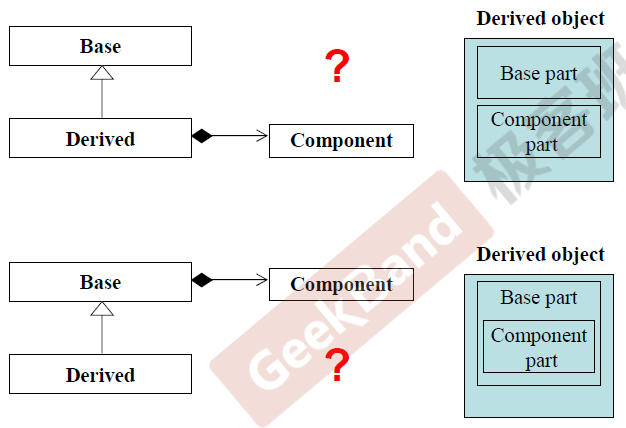 Derived object
Base
?
Base part
Derived
Component
Component
part
GeekBand 极客班
Derived object
Base
Component
Base part
Component
part
?
Derived